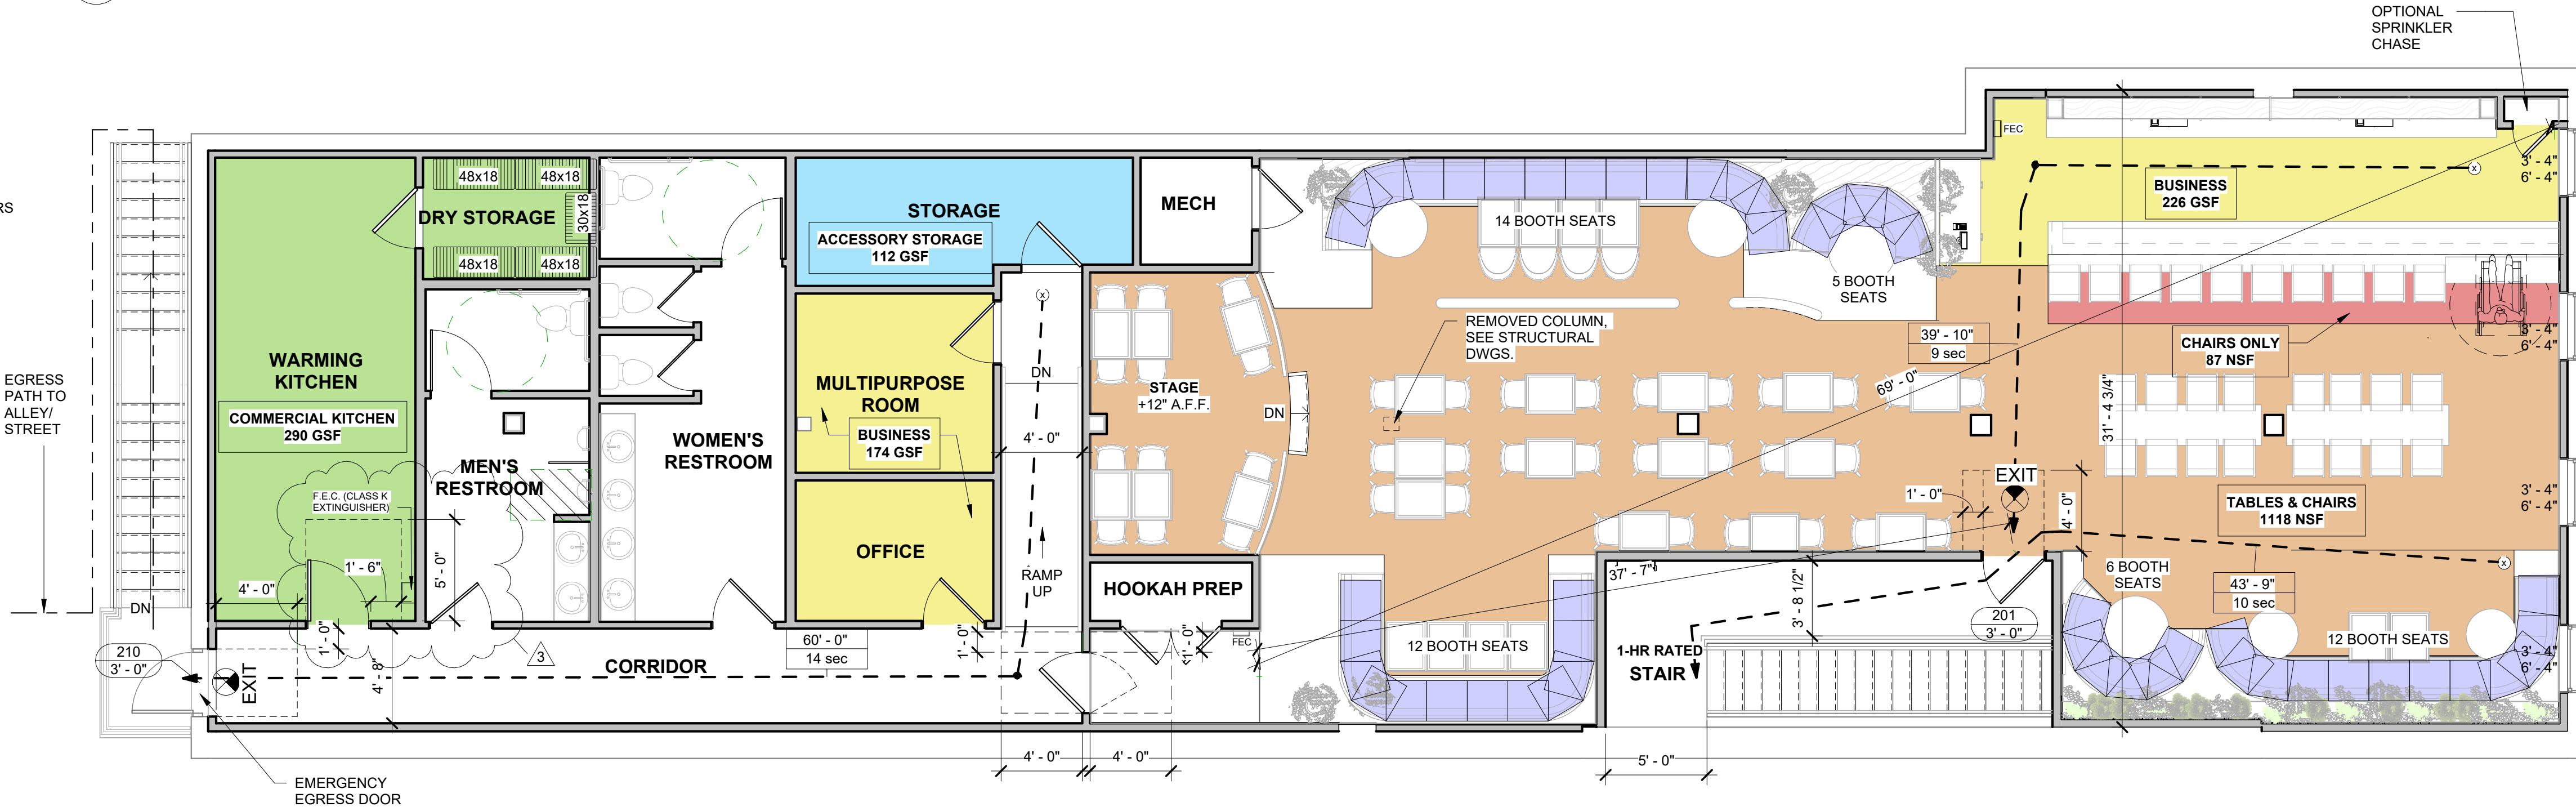 OPTIONAL
SPRINKLER
CHASE
RS
EGRESS
PATH TO
ALLEY/
STREET
DN
210
3' - 0"
EXIT
EMERGENCY
EGRESS DOOR
WARMING
KITCHEN
COMMERCIAL KITCHEN
290 GSF
F.E.C. (CLASS K
EXTINGUISHER)
4' - 0"
1' - 6"
5' - 0"
1' - 0"
4' - 8"
3
48x18
48x18
30x18
DRY STORAGE
48x18
48x18
MEN'S
RESTROOM
WOMEN'S
RESTROOM
CORRIDOR
STORAGE
ACCESSORY STORAGE
112 GSF
MULTIPURPOSE
ROOM
BUSINESS
174 GSF
OFFICE
60' - 0"
14 sec
1' - 0"
x
DN
4' - 0"
RAMP
UP
4' - 0"
4' - 0"
MECH
STAGE
+12" A.F.F.
DN
HOOKAH PREP
1' - 0"
FEC
14 BOOTH SEATS
5 BOOTH
SEATS
REMOVED COLUMN,
SEE STRUCTURAL
DWGS.
12 BOOTH SEATS
39' - 10"
9 sec
69' - 0"
37' - 7"
3' - 8 1/2"
1-HR RATED
STAIR
5' - 0"
201
3' - 0"
1' - 0"
EXIT
4' - 0"
31' - 4 3/4"
FEC
BUSINESS
226 GSF
x
3' - 4"
6' - 4"
CHAIRS ONLY
87 NSF
3' - 4"
6' - 4"
TABLES & CHAIRS
1118 NSF
3' - 4"
6' - 4"
6 BOOTH
SEATS
43' - 9"
10 sec
x
12 BOOTH SEATS
3' - 4"
6' - 4"